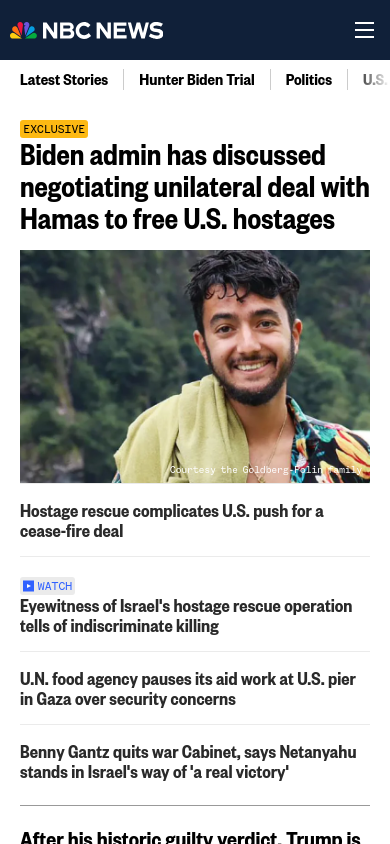 NBC NEWS
Latest Stories
Hunter Biden Trial
Politics
U.S.
EXCLUSIVE
Biden admin has discussed
negotiating unilateral deal with
Hamas to free U.S. hostages
Courtesy the Goldberg-Polin family
Hostage rescue complicates U.S. push for a
cease-fire deal
WATCH
Eyewitness of Israel's hostage rescue operation
tells of indiscriminate killing
U.N. food agency pauses its aid work at U.S. pier
in Gaza over security concerns
Benny Gantz quits war Cabinet, says Netanyahu
stands in Israel's way of 'a real victory'
After his historic guilty verdict, Trump is